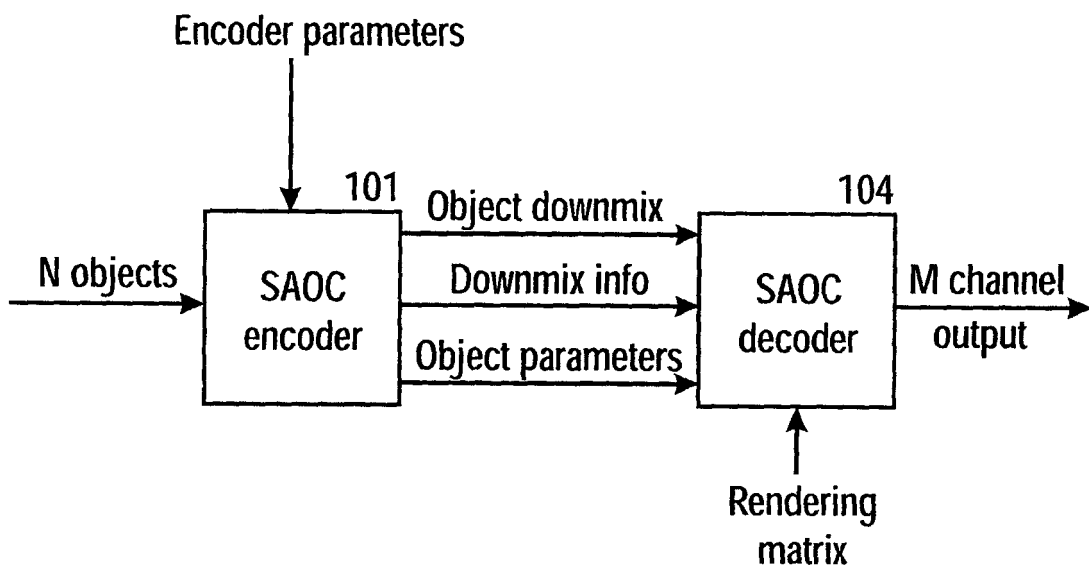 Encoder parameters
101
104
Object downmix
N objects
SAOC
encoder
Downmix info
SAOC
decoder
M channel
output
Object parameters
Rendering
matrix